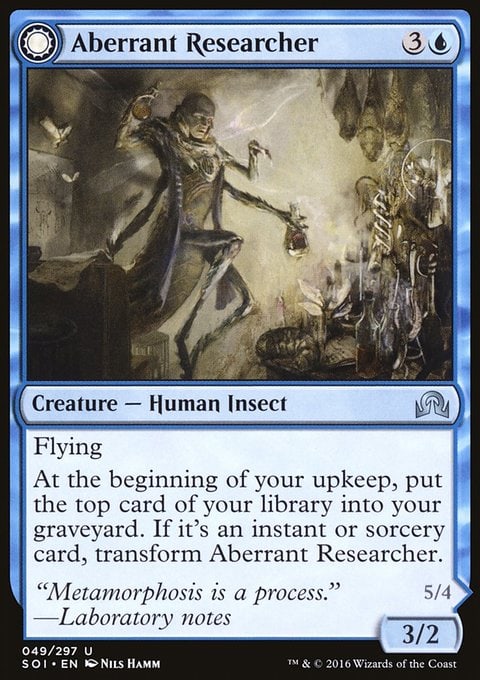 Aberrant Researcher 3
Creature — Human Insect
Flying
At the beginning of your upkeep, put
the top card of your library into your
graveyard. If it's an instant or sorcery
card, transform Aberrant Researcher.
"Metamorphosis is a process."
—Laboratory notes
5/4
3/2
049/297 U
SOI • EN Nils Hamm
™ & © 2016 Wizards of the Coast